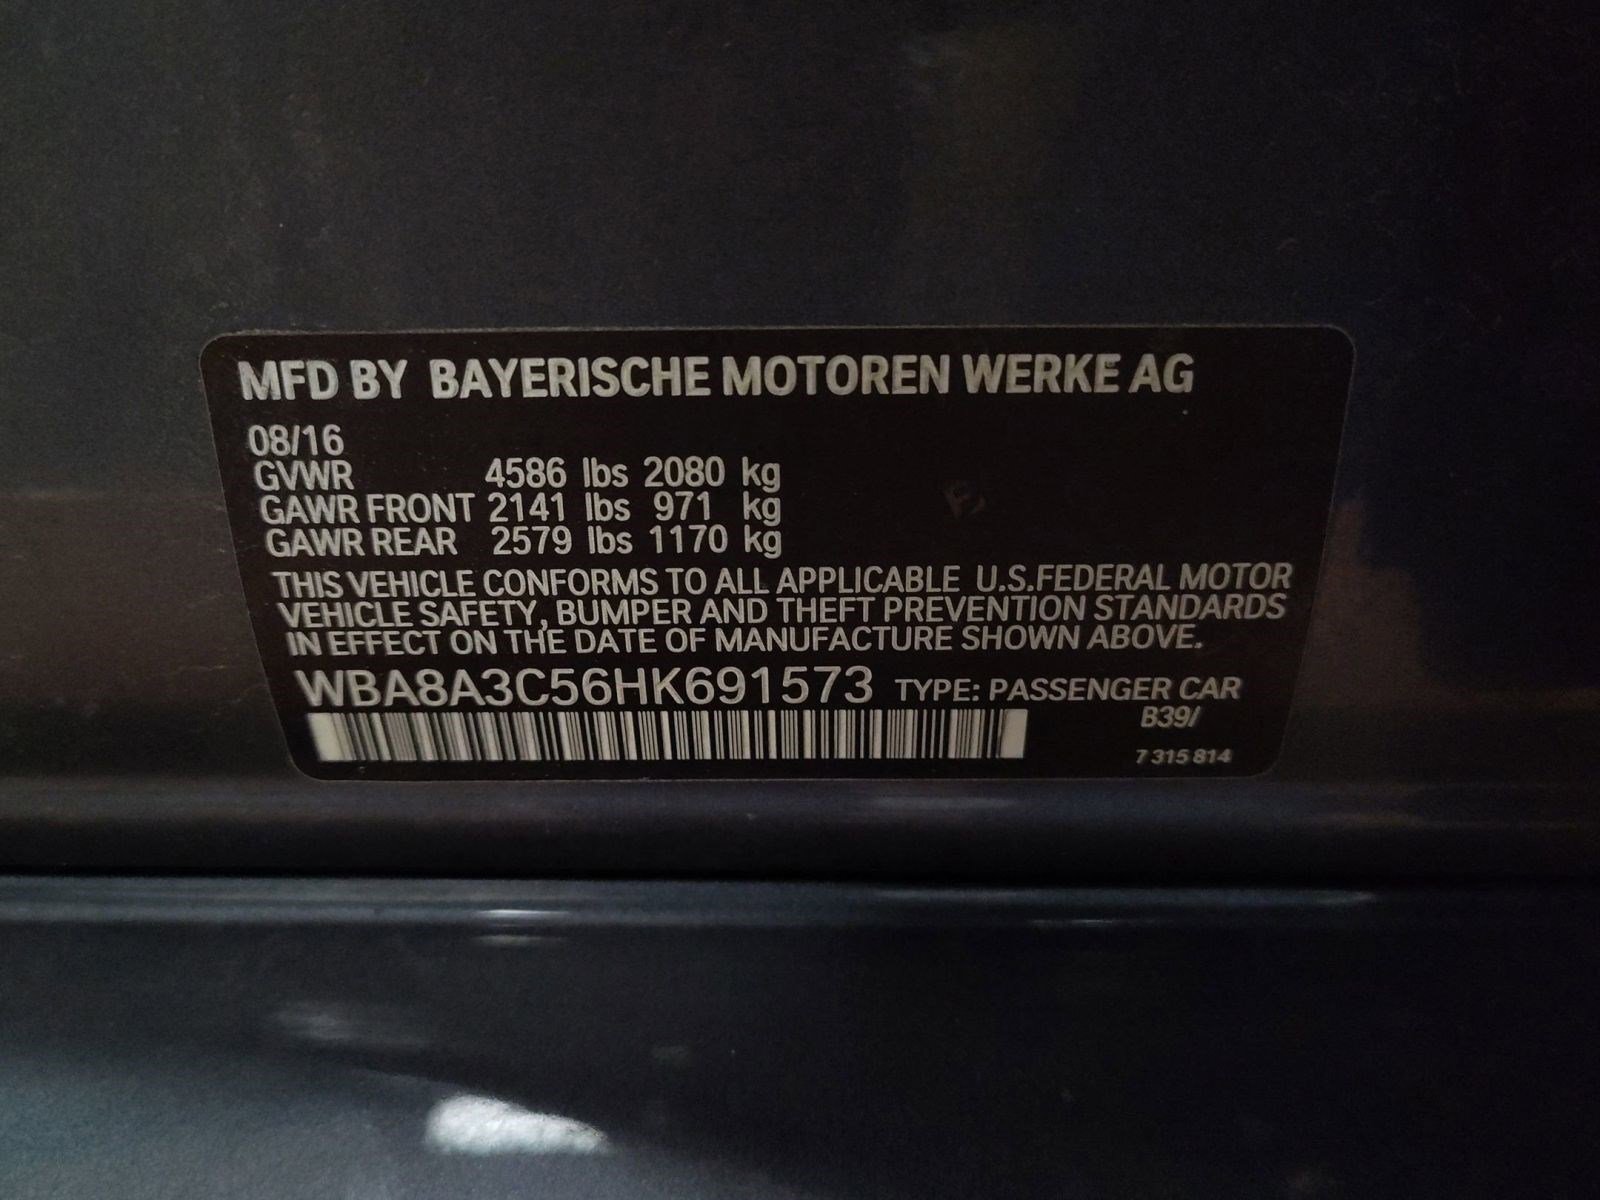 MFD BY BAYERISCHE MOTOREN WERKE AG
08/16
GVWR 4586 lbs 2080 kg
GAWR FRONT 2141 lbs 971 kg
GAWR REAR 2579 lbs 1170 kg
THIS VEHICLE CONFORMS TO ALL APPLICABLE U.S.FEDERAL MOTOR
VEHICLE SAFETY, BUMPER AND THEFT PREVENTION STANDARDS
IN EFFECT ON THE DATE OF MANUFACTURE SHOWN ABOVE.
WBA8A3C56HK691573 TYPE: PASSENGER CAR
B39/
7 315 814